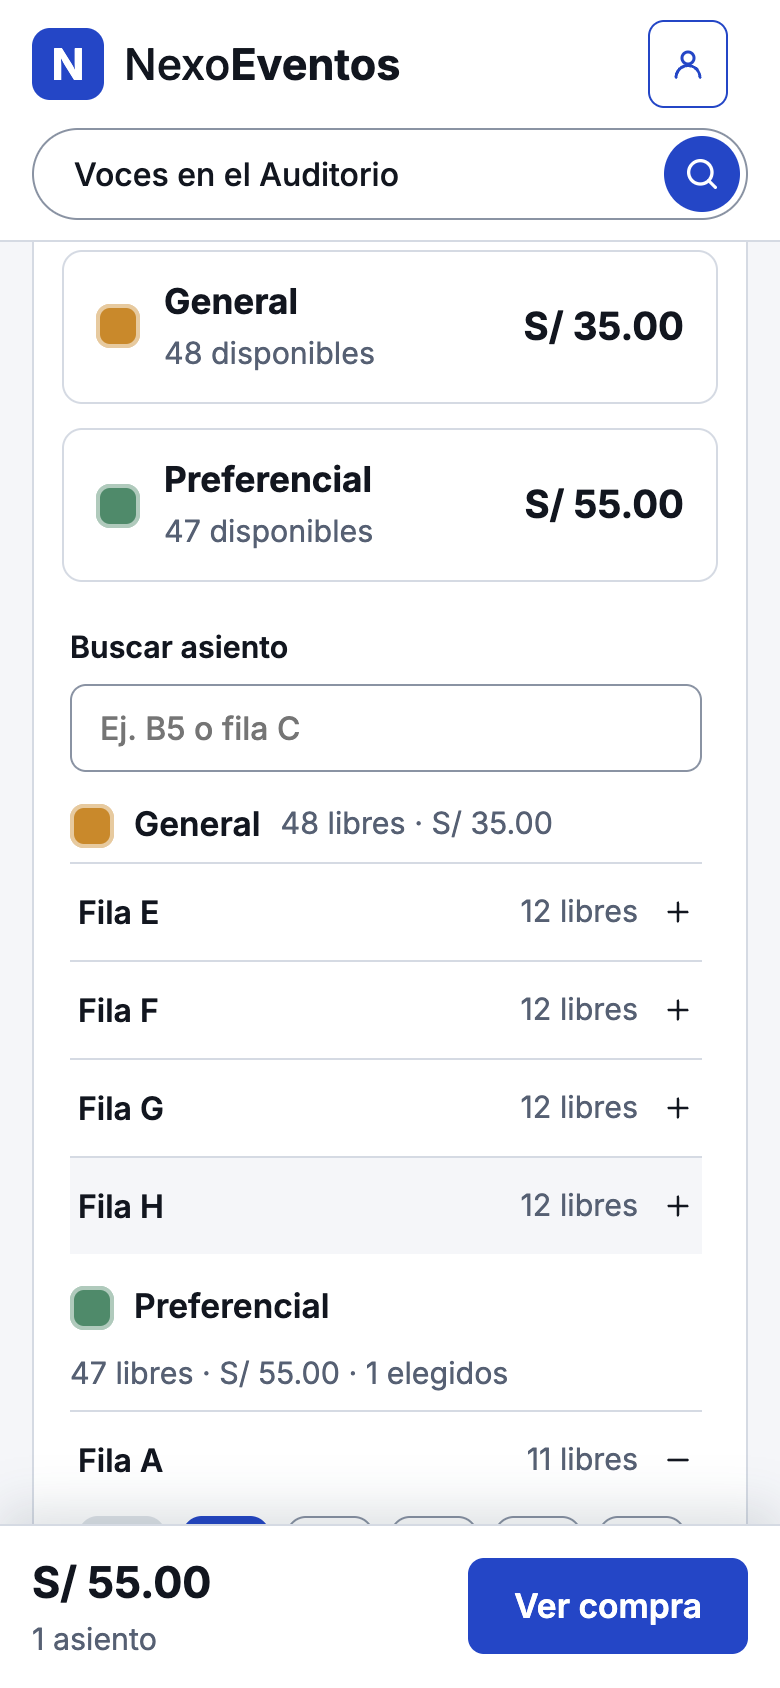 N NexoEventos
Voces en el Auditorio
General
48 disponibles
S/ 35.00
Preferencial
47 disponibles
S/ 55.00
Buscar asiento
Ej. B5 o fila C
General 48 libres · S/ 35.00
Fila E 12 libres +
Fila F 12 libres +
Fila G 12 libres +
Fila H 12 libres +
Preferencial
47 libres · S/ 55.00 · 1 elegidos
Fila A 11 libres −
S/ 55.00
1 asiento
Ver compra